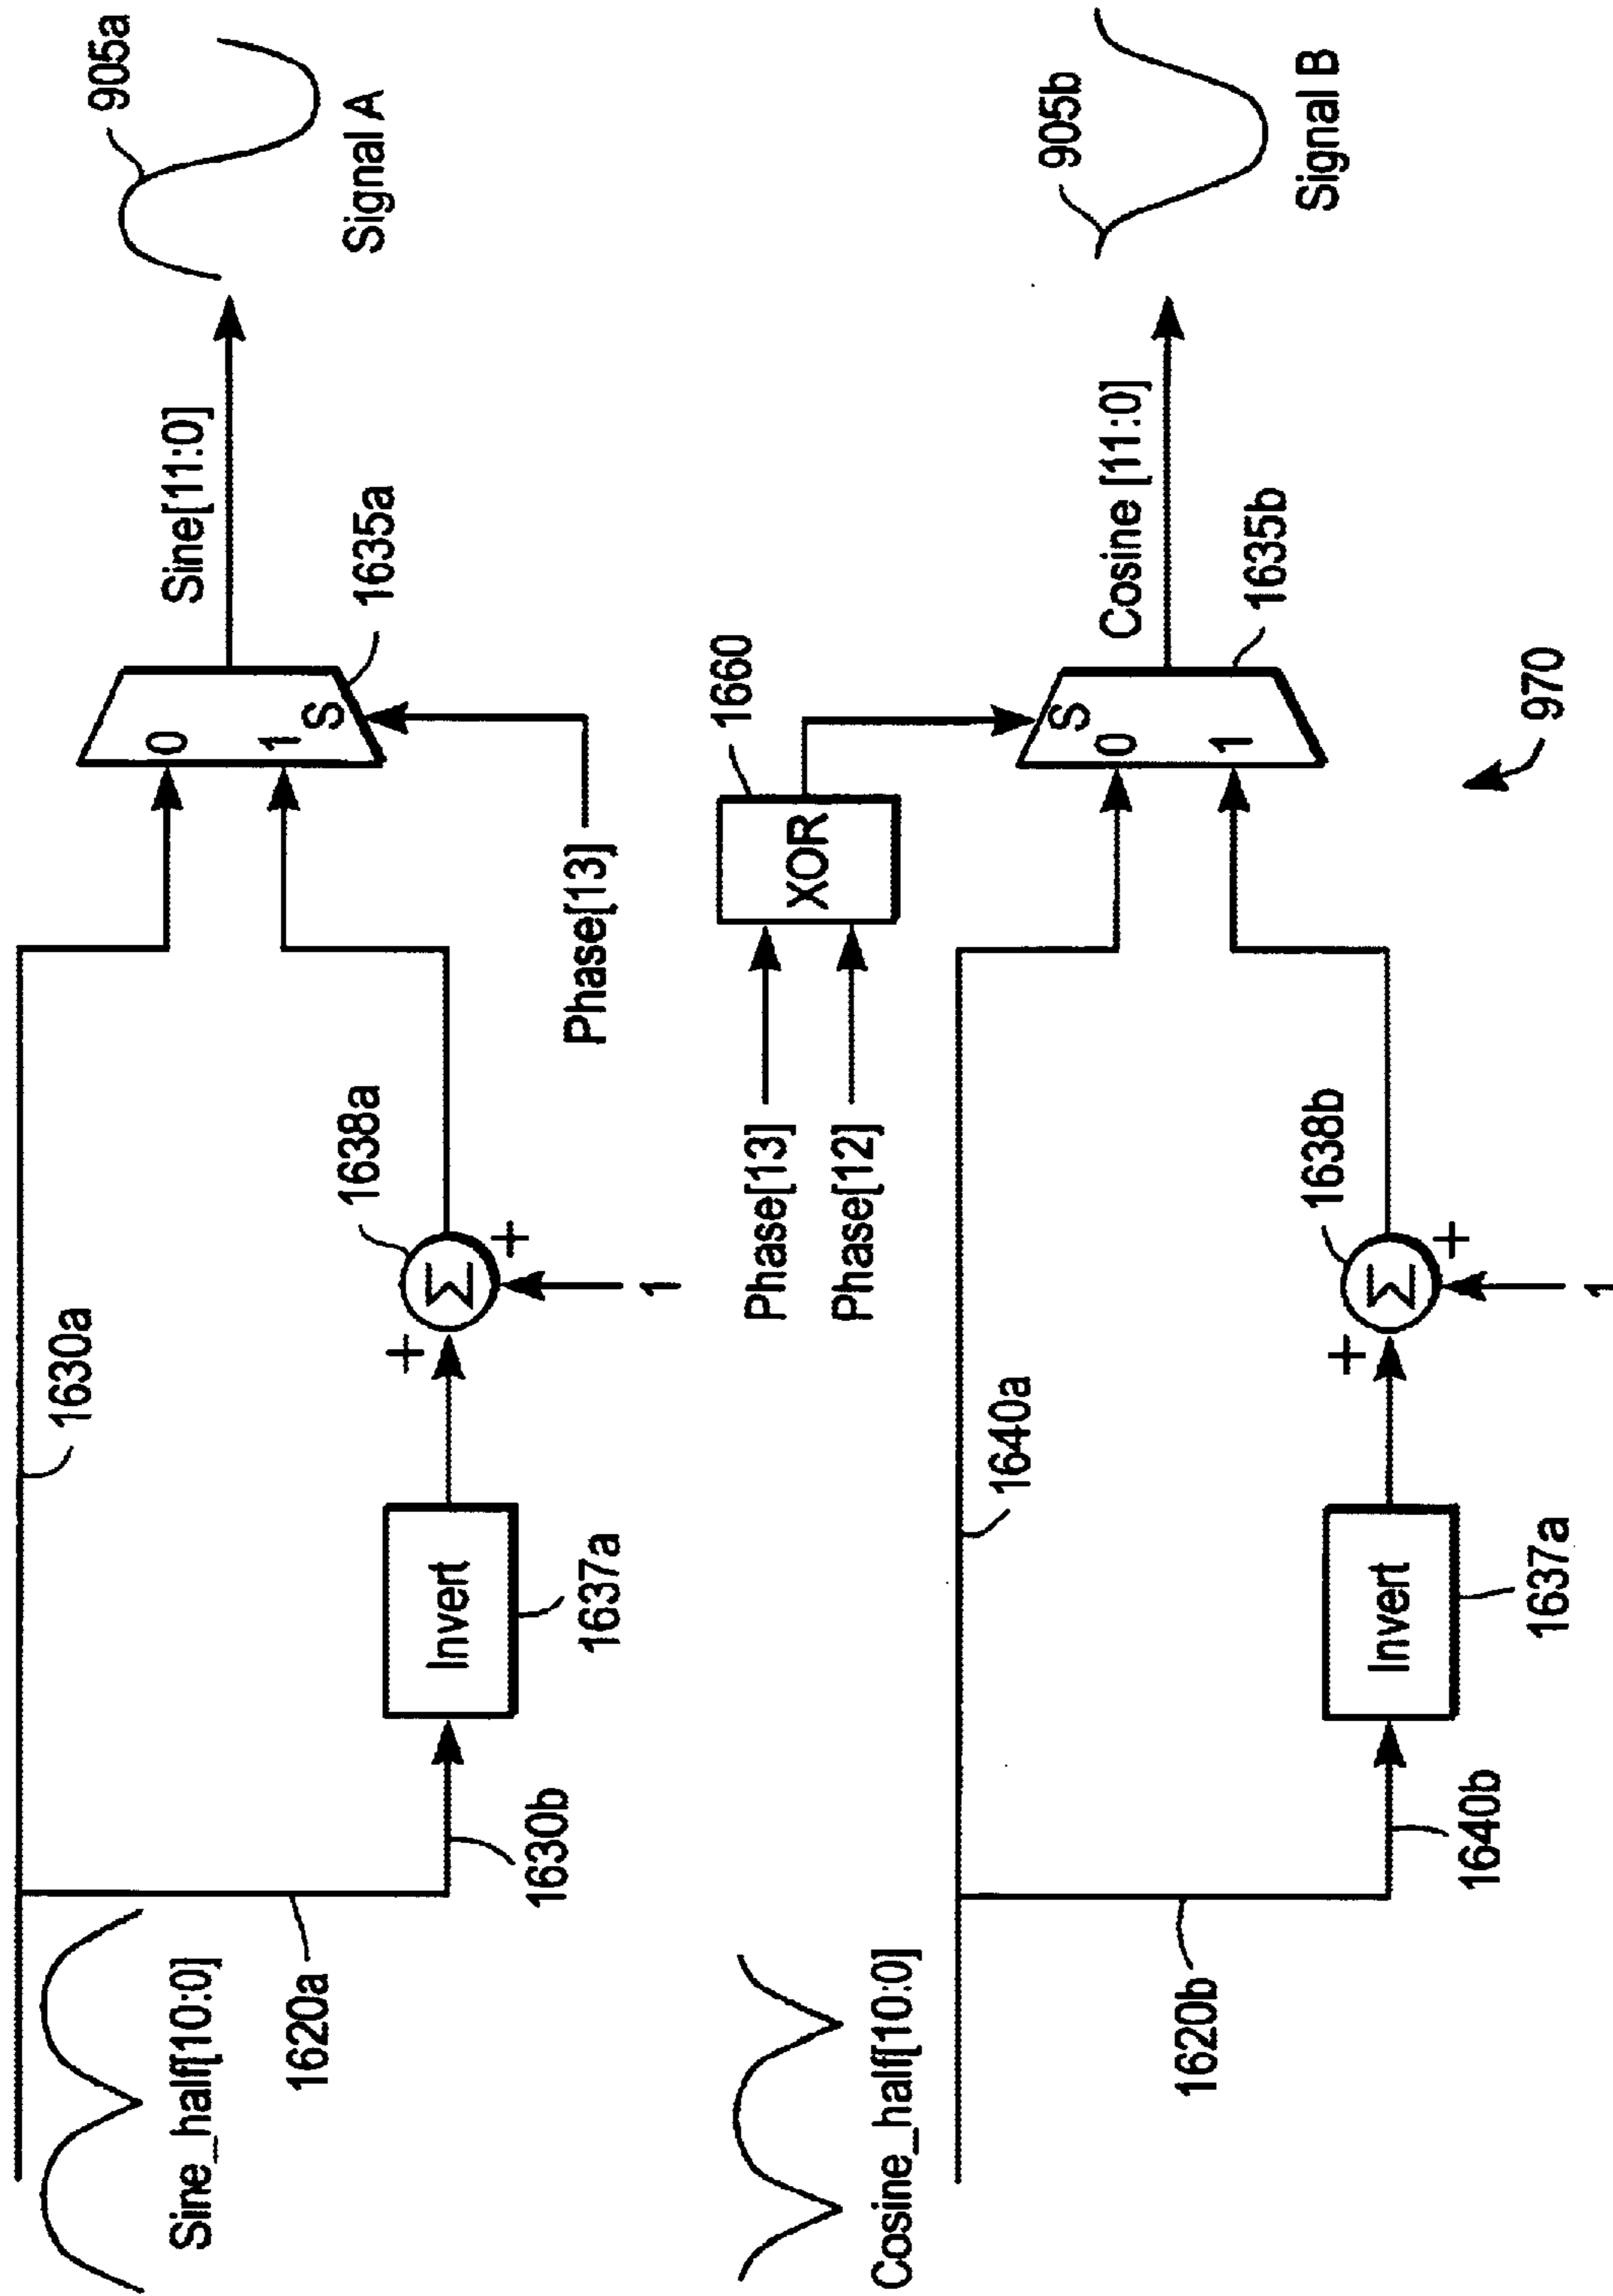 905a
Signal A
Sine[11:0]
1635a
0
1
S
Phase[13]
1630a
1638a
+
Σ
+
1
Invert
1637a
1630b
1620a
Sine_half[10:0]
905b
Signal B
Cosine [11:0]
1635b
1660
XOR
S
0
1
Phase[13]
Phase[12]
970
1640a
1638b
+
Σ
+
1
Invert
1637a
1640b
1620b
Cosine_half[10:0]